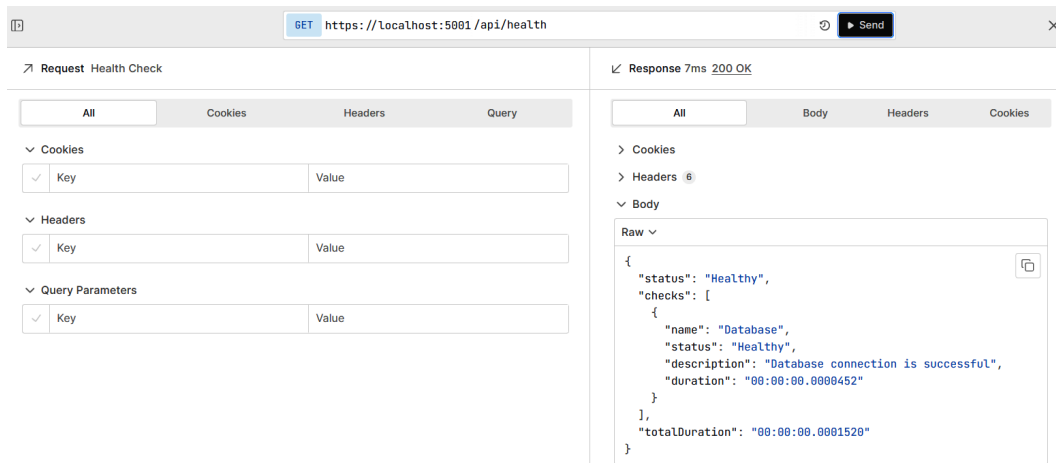 GET https://localhost:5001/api/health Send
Request Health Check
All Cookies Headers Query
Cookies
Key Value
Headers
Key Value
Query Parameters
Key Value
Response 7ms 200 OK
All Body Headers Cookies
Cookies
Headers 6
Body
Raw
{
  "status": "Healthy",
  "checks": [
    {
      "name": "Database",
      "status": "Healthy",
      "description": "Database connection is successful",
      "duration": "00:00:00.0000452"
    }
  ],
  "totalDuration": "00:00:00.0001520"
}